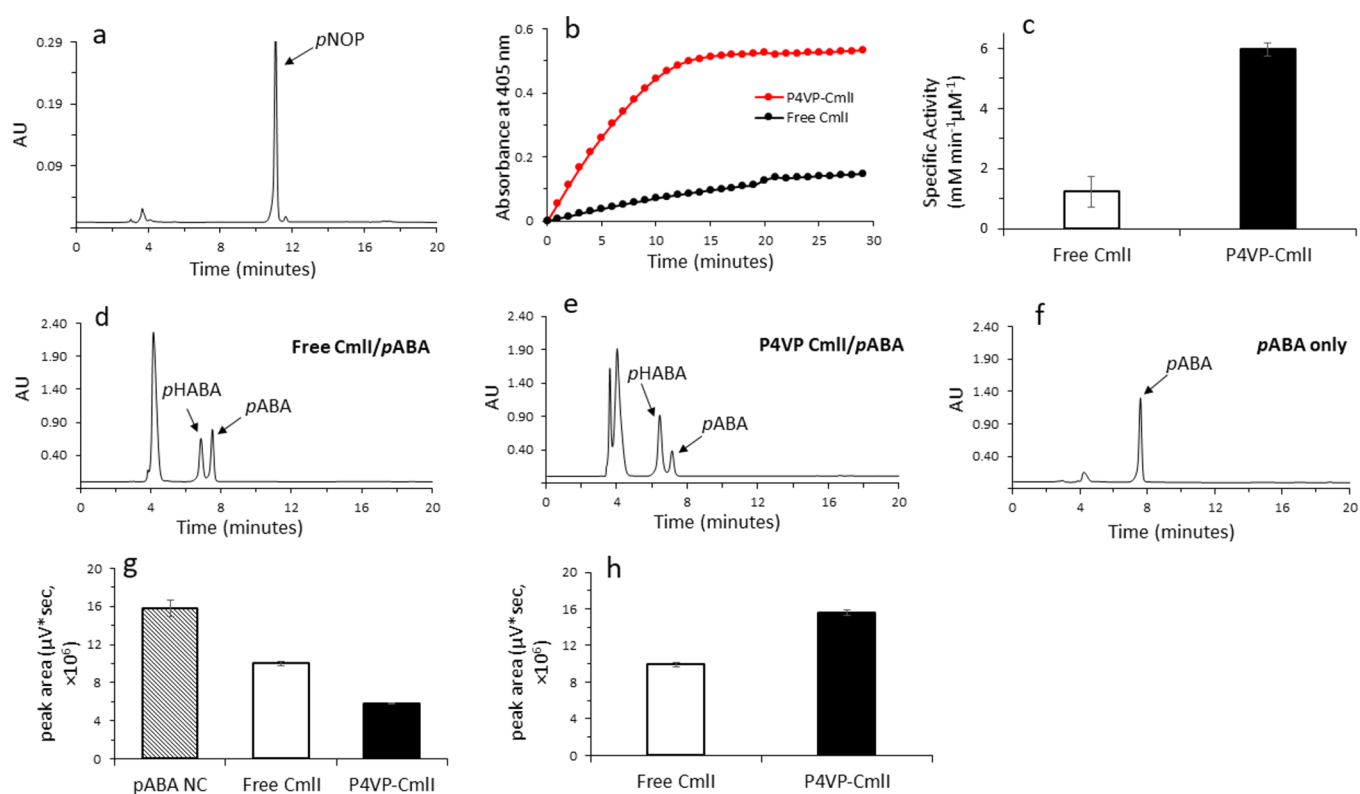 a
0.29
0.19
0.09
AU
pNOP
0 4 8 12 16 20
Time (minutes)
b
0.6
0.4
0.2
0
Absorbance at 405 nm
P4VP-CmlI
Free CmlI
0 5 10 15 20 25 30
Time (minutes)
c
6
4
2
0
Specific Activity
(mM min⁻¹µM⁻¹)
Free CmlI P4VP-CmlI
d
2.40
1.90
1.40
0.90
0.40
AU
Free CmlI/pABA
pHABA
pABA
0 4 8 12 16 20
Time (minutes)
e
2.40
1.90
1.40
0.90
0.40
AU
P4VP CmlI/pABA
pHABA
pABA
0 4 8 12 16 20
Time (minutes)
f
2.40
1.90
1.40
0.90
0.40
AU
pABA only
pABA
0 4 8 12 16 20
Time (minutes)
g
20
16
12
8
4
0
peak area (µV*sec,
×10⁶)
pABA NC Free CmlI P4VP-CmlI
h
20
16
12
8
4
0
peak area (µV*sec,
×10⁶)
Free CmlI P4VP-CmlI